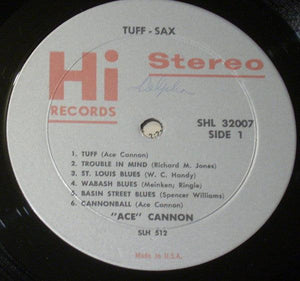 TUFF - SAX
Hi Stereo
RECORDS
SHL 32007
SIDE 1
1. TUFF (Ace Cannon)
2. TROUBLE IN MIND (Richard M. Jones)
3. ST. LOUIS BLUES (W. C. Handy)
4. WABASH BLUES (Meinken; Ringle)
5. BASIN STREET BLUES (Spencer Williams)
6. CANNONBALL (Ace Cannon)
"ACE" CANNON
SLH 512
Made in U.S.A.